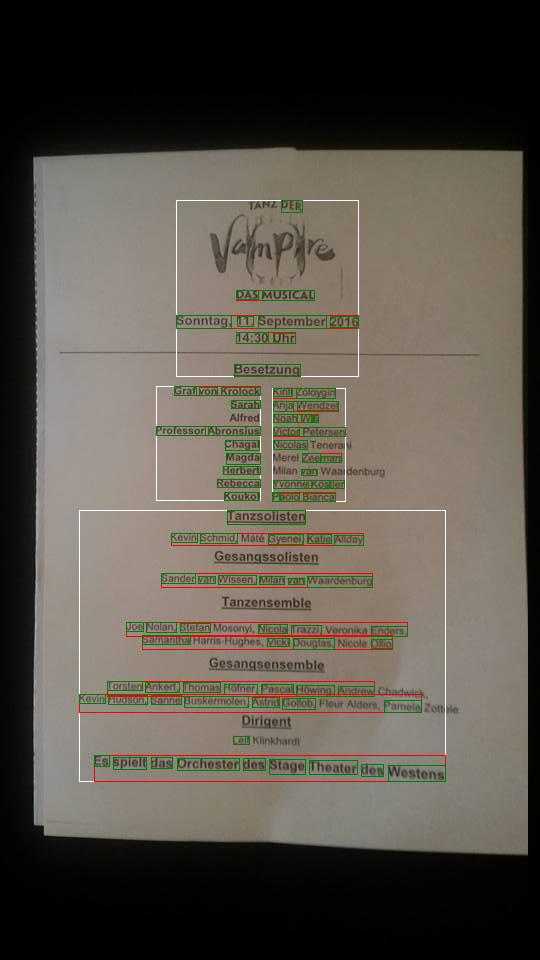 TANZ DER
Vampire
DAS MUSICAL
Sonntag, 11. September 2016
14:30 Uhr
Besetzung
Graf von Krolock Kirill Zolygin
Sarah Anja Wendzel
Alfred Noah Wili
Professor Abronsius Victor Petersen
Chagal Nicolas Tenerani
Magda Merel Zeeman
Herbert Milan van Waardenburg
Rebecca Yvonne Köstler
Koukol Paolo Bianca
Tanzsolisten
Kevin Schmid, Máté Gyenei, Katie Allday
Gesangssolisten
Sander van Wissen, Milan van Waardenburg
Tanzensemble
Joe Nolan, Stefan Mosonyi, Nicola Trazzi, Veronika Enders,
Samantha Harris-Hughes, Vicki Douglas, Nicole Ollio
Gesangsensemble
Torsten Ankert, Thomas Höfner, Pascal Höwing, Andrew Chadwick,
Kevin Hudson, Sanne Buskermolen, Astrid Gollob, Fleur Alders, Pamela Zottele
Dirigent
Leif Klinkhardt
Es spielt das Orchester des Stage Theater des Westens